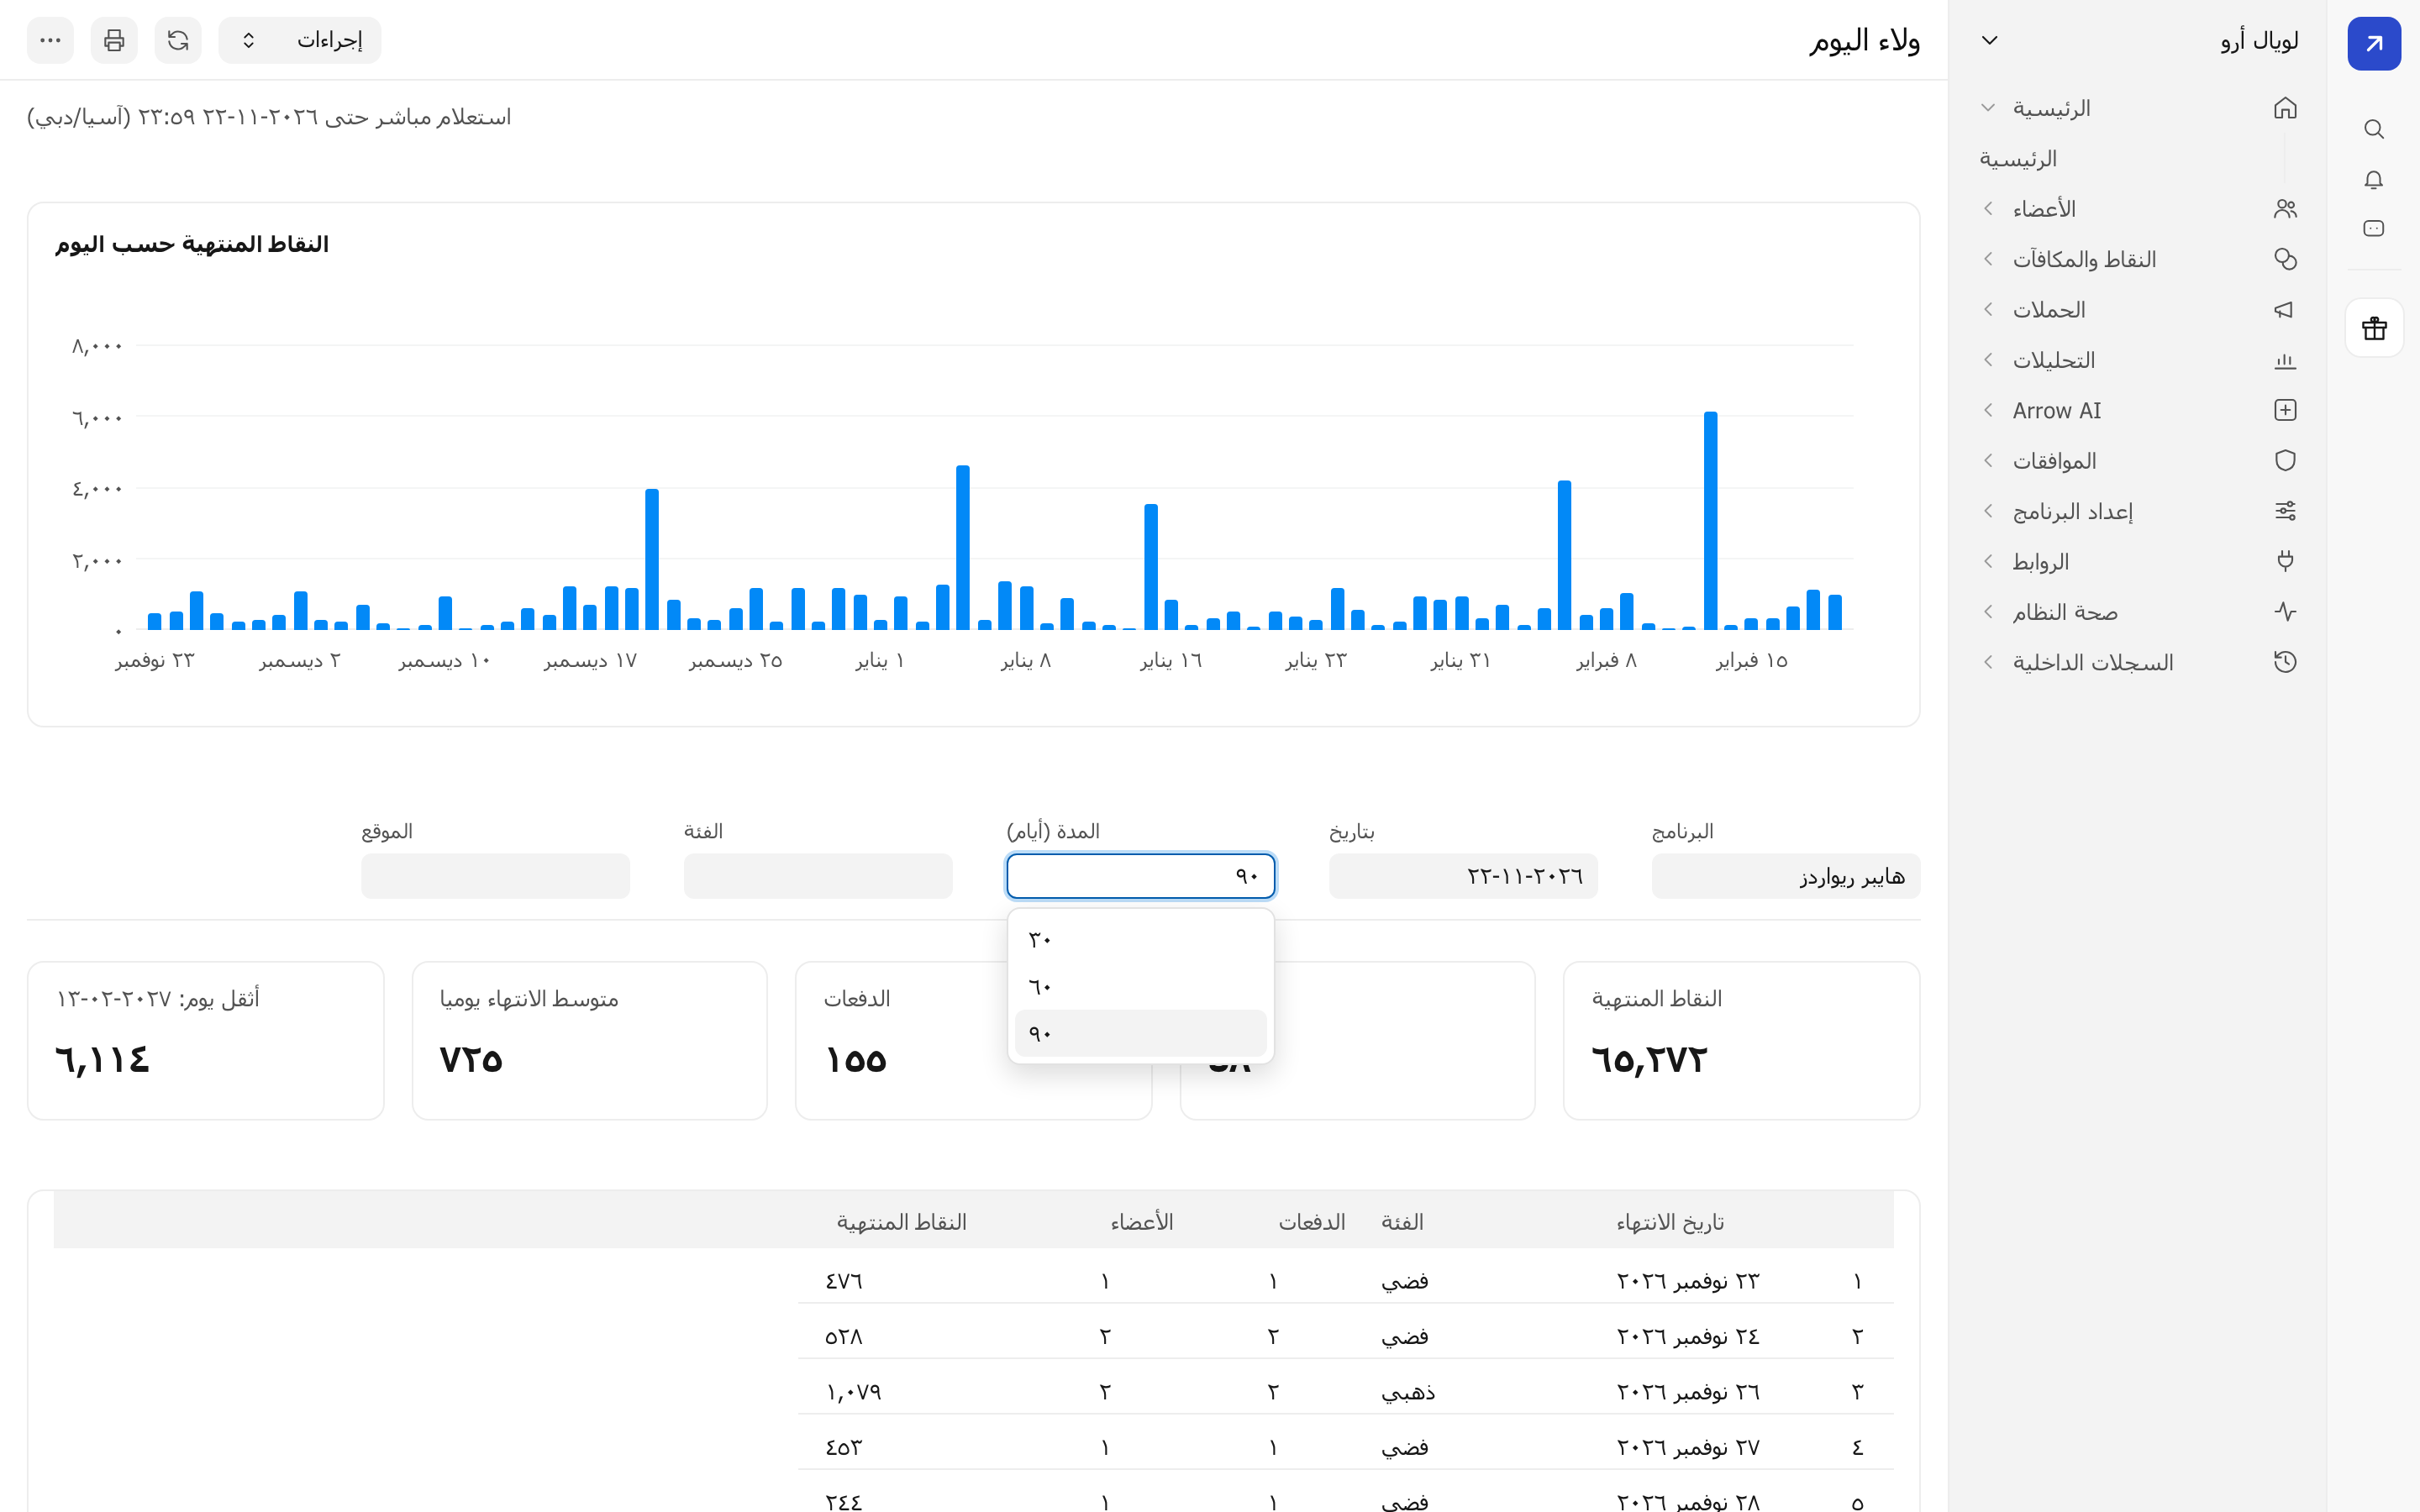 لويال أرو
الرئيسية
الرئيسية
الأعضاء
النقاط والمكافآت
الحملات
التحليلات
Arrow AI
الموافقات
إعداد البرنامج
الروابط
صحة النظام
السجلات الداخلية
ولاء اليوم
إجراءات
استعلام مباشر حتى ٢٠٢٦-١١-٢٢ ٢٣:٥٩ (آسيا/دبي)
النقاط المنتهية حسب اليوم
٨,٠٠٠
٦,٠٠٠
٤,٠٠٠
٢,٠٠٠
٠
٢٣ نوفمبر
٢ ديسمبر
١٠ ديسمبر
١٧ ديسمبر
٢٥ ديسمبر
١ يناير
٨ يناير
١٦ يناير
٢٣ يناير
٣١ يناير
٨ فبراير
١٥ فبراير
البرنامج
هايبر ريواردز
بتاريخ
٢٠٢٦-١١-٢٢
المدة (أيام)
٩٠
٣٠
٦٠
٩٠
الفئة
الموقع
النقاط المنتهية
٦٥,٢٧٢
الدفعات
١٥٥
متوسط الانتهاء يوميا
٧٢٥
أثقل يوم: ٢٠٢٧-٠٢-١٣
٦,١١٤
تاريخ الانتهاء الفئة الدفعات الأعضاء النقاط المنتهية
١ ٢٣ نوفمبر ٢٠٢٦ فضي ١ ١ ٤٧٦
٢ ٢٤ نوفمبر ٢٠٢٦ فضي ٢ ٢ ٥٢٨
٣ ٢٦ نوفمبر ٢٠٢٦ ذهبي ٢ ٢ ١,٠٧٩
٤ ٢٧ نوفمبر ٢٠٢٦ فضي ١ ١ ٤٥٣
٥ ٢٨ نوفمبر ٢٠٢٦ فضي ١ ١ ٢٤٤